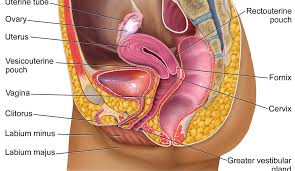 Uterine tube
Ovary
Uterus
Vesicouterine
pouch
Vagina
Clitoris
Labium minus
Labium majus
Rectouterine
pouch
Fornix
Cervix
Greater vestibular
gland